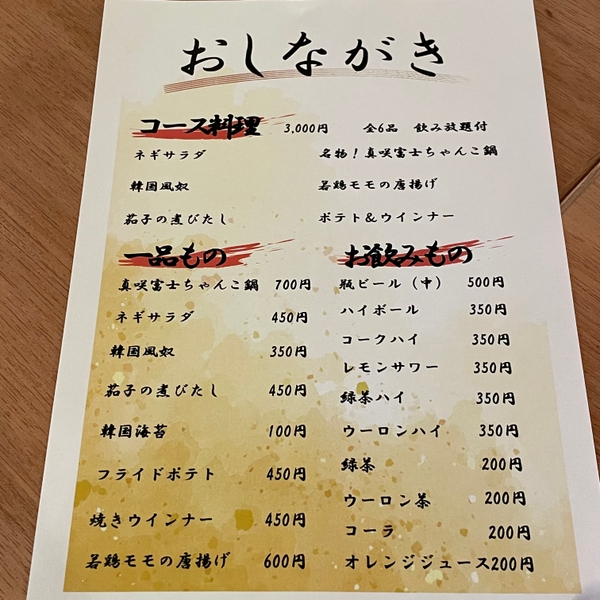 おしながき
コース料理 3,000円 全6品 飲み放題付
ネギサラダ 名物！真咲富士ちゃんこ鍋
韓国風奴 若鶏モモの唐揚げ
茄子の煮びたし ポテト＆ウインナー
一品もの
真咲富士ちゃんこ鍋 700円
ネギサラダ 450円
韓国風奴 350円
茄子の煮びたし 450円
韓国海苔 100円
フライドポテト 450円
焼きウインナー 450円
若鶏モモの唐揚げ 600円
お飲みもの
瓶ビール（中） 500円
ハイボール 350円
コークハイ 350円
レモンサワー 350円
緑茶ハイ 350円
ウーロンハイ 350円
緑茶 200円
ウーロン茶 200円
コーラ 200円
オレンジジュース200円